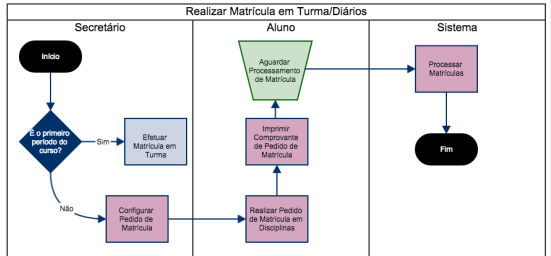 Realizar Matrícula em Turma/Diários
Secretário
Aluno
Sistema
Início
Aguardar
Processamento
de Matrícula
Processar
Matrículas
É o primeiro
período do
curso?
Sim
Efetuar
Matrícula em
Turma
Imprimir
Comprovante
de Pedido de
Matrícula
Fim
Não
Configurar
Pedido de
Matrícula
Realizar Pedido
de Matrícula em
Disciplinas